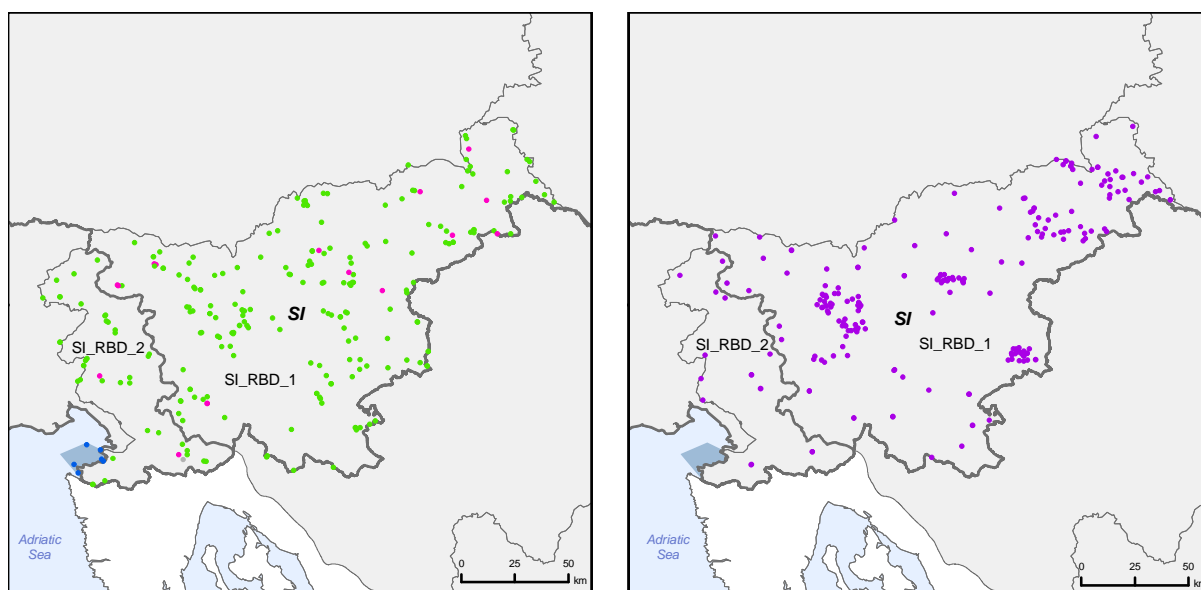 SI
SI_RBD_2
SI_RBD_1
Adriatic
Sea
0 25 50
km
SI
SI_RBD_2
SI_RBD_1
Adriatic
Sea
0 25 50
km